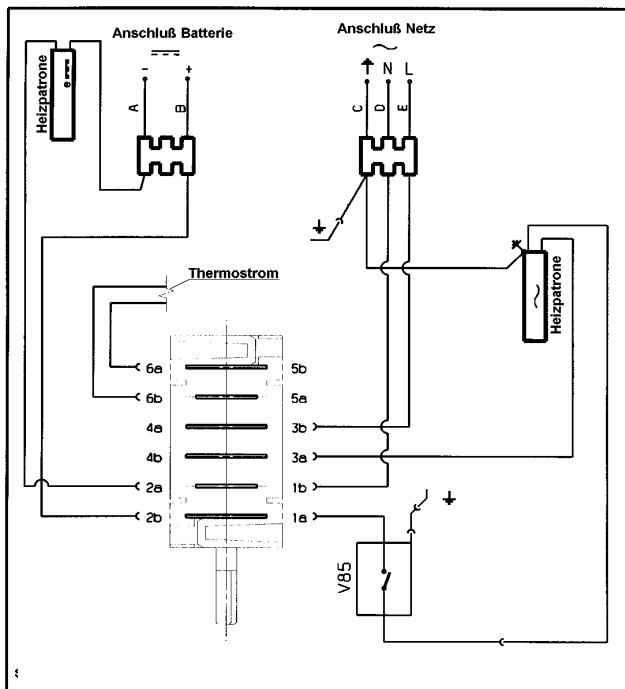 Anschluß Batterie
Anschluß Netz
- +
N L
A B
C D E
Heizpatrone
Thermostrom
Heizpatrone
6a 5b
6b 5a
4a 3b
4b 3a
2a 1b
2b 1a
V85